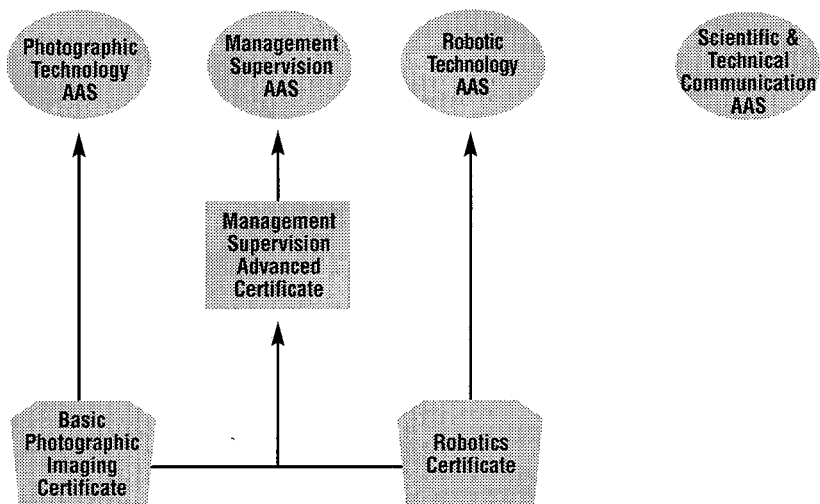 Photographic
Technology
AAS
Management
Supervision
AAS
Robotic
Technology
AAS
Scientific &
Technical
Communication
AAS
Management
Supervision
Advanced
Certificate
Basic
Photographic
Imaging
Certificate
Robotics
Certificate